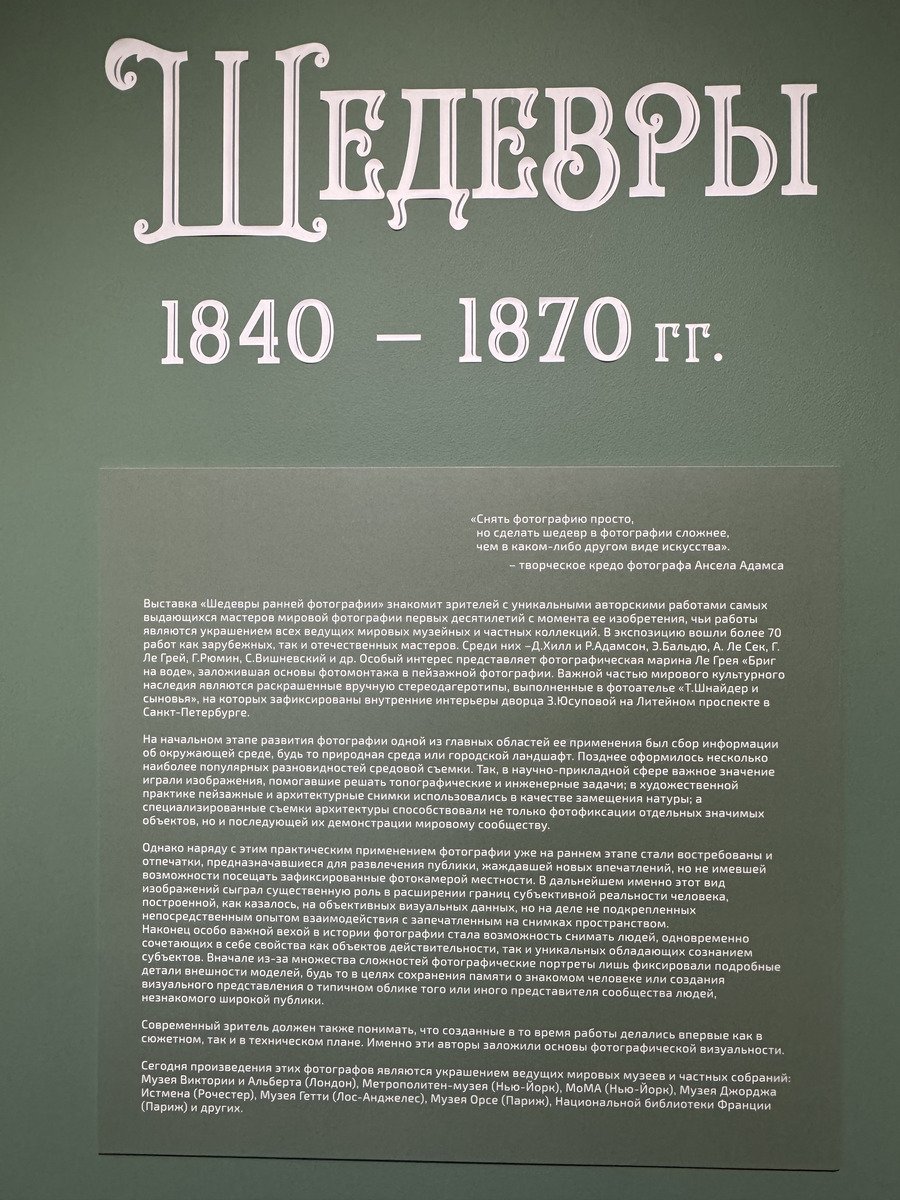 Шедевры
1840 – 1870 гг.
«Снять фотографию просто,
но сделать шедевр в фотографии сложнее,
чем в каком-либо другом виде искусства».
– творческое кредо фотографа Ансела Адамса
Выставка «Шедевры ранней фотографии» знакомит зрителей с уникальными авторскими работами самых
выдающихся мастеров мировой фотографии первых десятилетий с момента ее изобретения, чьи работы
являются украшением всех ведущих мировых музейных и частных коллекций. В экспозицию вошли более 70
работ как зарубежных, так и отечественных мастеров. Среди них –Д.Хилл и Р.Адамсон, Э.Бальдю, А. Ле Сек, Г.
Ле Грей, Г.Рюмин, С.Вишневский и др. Особый интерес представляет фотографическая марина Ле Грея «Бриг
на воде», заложившая основы фотомонтажа в пейзажной фотографии. Важной частью мирового культурного
наследия являются раскрашенные вручную стереодагеротипы, выполненные в фотоателье «Т.Шнайдер и
сыновья», на которых зафиксированы внутренние интерьеры дворца З.Юсуповой на Литейном проспекте в
Санкт-Петербурге.
На начальном этапе развития фотографии одной из главных областей ее применения был сбор информации
об окружающей среде, будь то природная среда или городской ландшафт. Позднее оформилось несколько
наиболее популярных разновидностей средовой съемки. Так, в научно-прикладной сфере важное значение
играли изображения, помогавшие решать топографические и инженерные задачи; в художественной
практике пейзажные и архитектурные снимки использовались в качестве замещения натуры; а
специализированные съемки архитектуры способствовали не только фотофиксации отдельных значимых
объектов, но и последующей их демонстрации мировому сообществу.
Однако наряду с этим практическим применением фотографии уже на раннем этапе стали востребованы и
отпечатки, предназначавшиеся для развлечения публики, жаждавшей новых впечатлений, но не имевшей
возможности посещать зафиксированные фотокамерой местности. В дальнейшем именно этот вид
изображений сыграл существенную роль в расширении границ субъективной реальности человека,
построенной, как казалось, на объективных визуальных данных, но на деле не подкрепленных
непосредственным опытом взаимодействия с запечатленным на снимках пространством.
Наконец особо важной вехой в истории фотографии стала возможность снимать людей, одновременно
сочетающих в себе свойства как объектов действительности, так и уникальных обладающих сознанием
субъектов. Вначале из-за множества сложностей фотографические портреты лишь фиксировали подробные
детали внешности моделей, будь то в целях сохранения памяти о знакомом человеке или создания
визуального представления о типичном облике того или иного представителя сообщества людей,
незнакомого широкой публики.
Современный зритель должен также понимать, что созданные в то время работы делались впервые как в
сюжетном, так и в техническом плане. Именно эти авторы заложили основы фотографической визуальности.
Сегодня произведения этих фотографов являются украшением ведущих мировых музеев и частных собраний:
Музея Виктории и Альберта (Лондон), Метрополитен-музея (Нью-Йорк), МоМА (Нью-Йорк), Музея Джорджа
Истмена (Рочестер), Музея Гетти (Лос-Анджелес), Музея Орсе (Париж), Национальной библиотеки Франции
(Париж) и других.